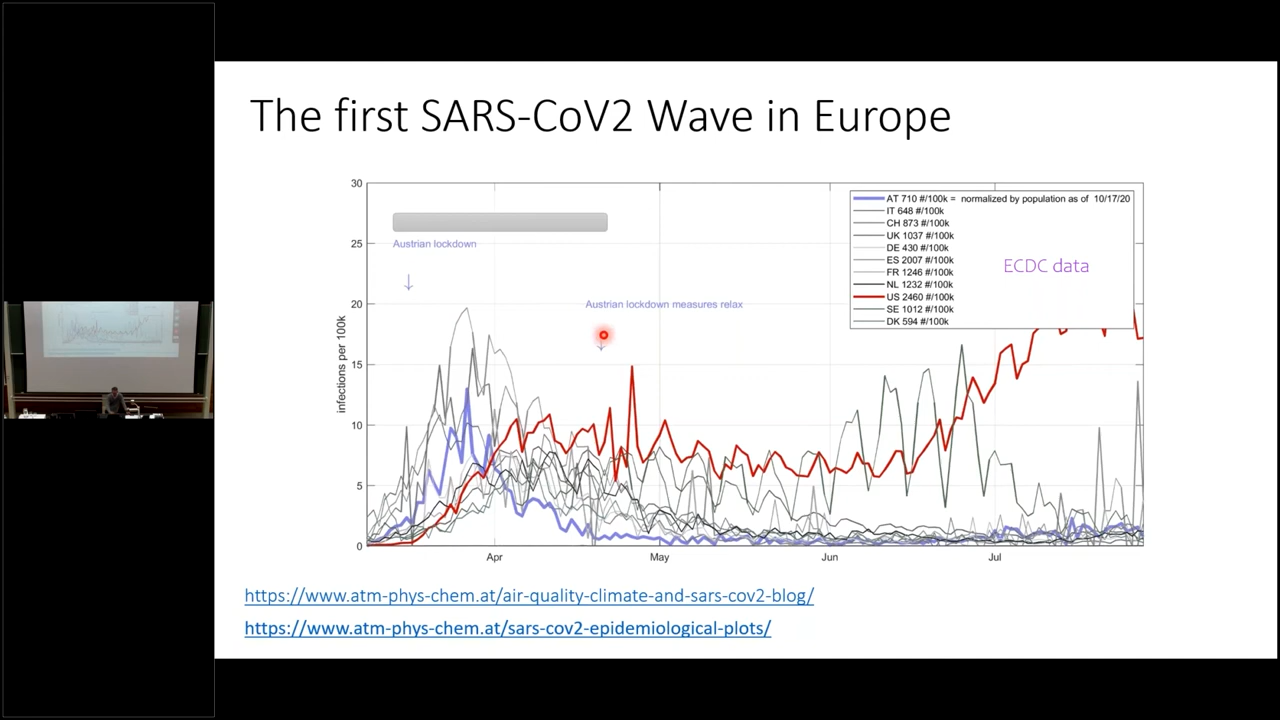 The first SARS-CoV2 Wave in Europe
30
25
20
15
10
5
0
infections per 100k
Austrian lockdown
↓
Austrian lockdown measures relax
AT 710 #/100k = normalized by population as of 10/17/20
IT 648 #/100k
CH 873 #/100k
UK 1037 #/100k
DE 430 #/100k
ES 2007 #/100k
FR 1246 #/100k
NL 1232 #/100k
US 2460 #/100k
SE 1012 #/100k
DK 594 #/100k
ECDC data
Apr
May
Jun
Jul
https://www.atm-phys-chem.at/air-quality-climate-and-sars-cov2-blog/
https://www.atm-phys-chem.at/sars-cov2-epidemiological-plots/